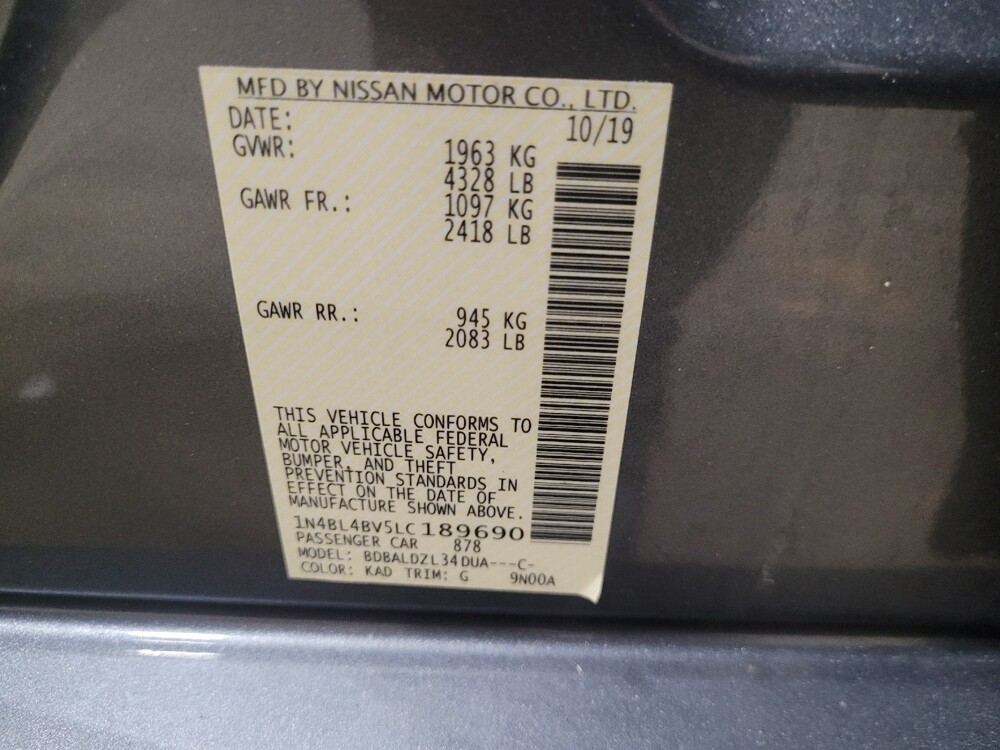 MFD BY NISSAN MOTOR CO., LTD.
DATE: 10/19
GVWR: 1963 KG
4328 LB
GAWR FR.: 1097 KG
2418 LB
GAWR RR.: 945 KG
2083 LB
THIS VEHICLE CONFORMS TO
ALL APPLICABLE FEDERAL
MOTOR VEHICLE SAFETY,
BUMPER, AND THEFT
PREVENTION STANDARDS IN
EFFECT ON THE DATE OF
MANUFACTURE SHOWN ABOVE.
1N4BL4BV5LC189690
PASSENGER CAR 878
MODEL: BDBALDZL34DUA---C-
COLOR: KAD TRIM: G 9N00A